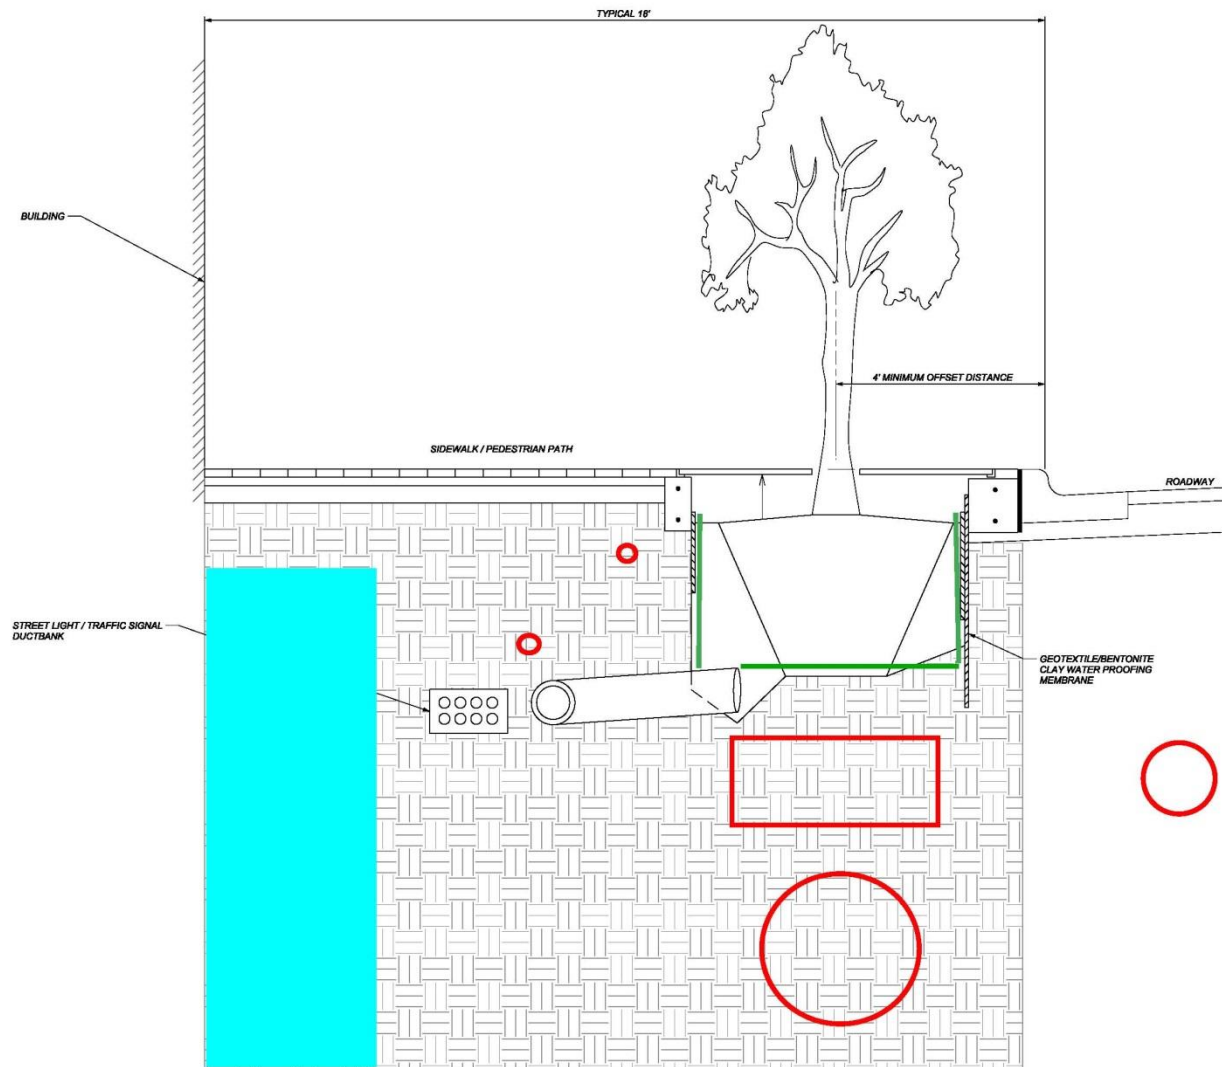 TYPICAL 16'
BUILDING
4' MINIMUM OFFSET DISTANCE
SIDEWALK / PEDESTRIAN PATH
ROADWAY
STREET LIGHT / TRAFFIC SIGNAL
DUCTBANK
GEOTEXTILE/BENTONITE
CLAY WATER PROOFING
MEMBRANE